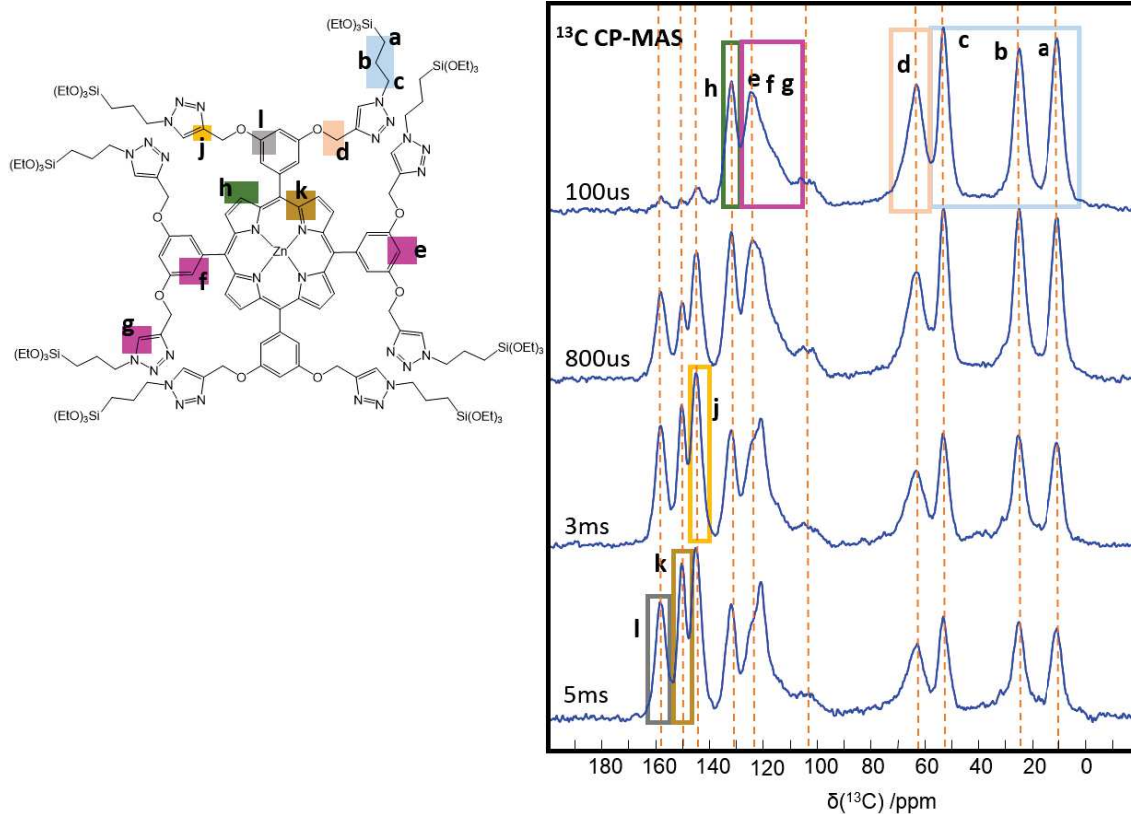 (EtO)₃Si
a
b
c
Si(OEt)₃
(EtO)₃Si
N
N
N
N
N
N
l
j
O
O
d
(EtO)₃Si
N
N
N
N
N
N
h
k
O
O
N
N
Zn
N
N
e
f
O
O
g
(EtO)₃Si
N
N
N
N
N
N
Si(OEt)₃
(EtO)₃Si
N
N
N
O
O
N
N
N
Si(OEt)₃
¹³C CP-MAS
h
e f g
d
c
b
a
100us
800us
j
3ms
k
l
5ms
180 160 140 120 100 80 60 40 20 0
δ(¹³C) /ppm